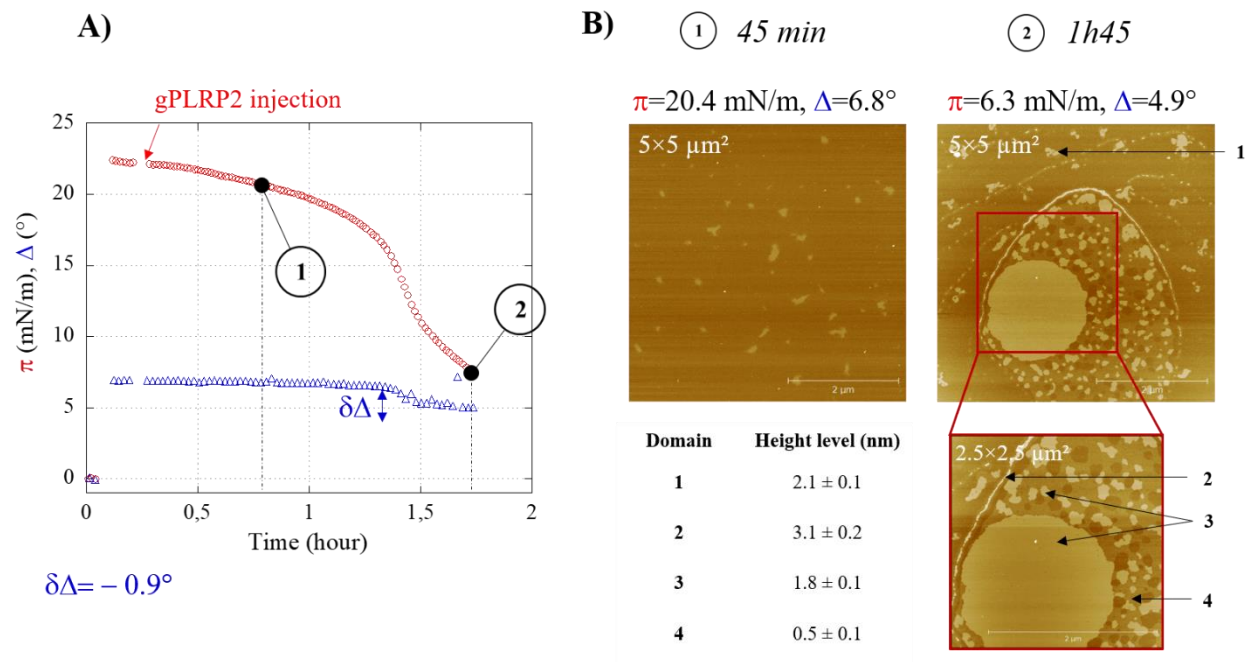 A)
gPLRP2 injection
π (mN/m), Δ (°)
25
20
15
10
5
0
0
0,5
1
1,5
2
Time (hour)
1
2
δΔ
δΔ= – 0.9°
B)
1 45 min
π=20.4 mN/m, Δ=6.8°
5×5 µm²
2 µm
2 1h45
π=6.3 mN/m, Δ=4.9°
5×5 µm²
2 µm
1
Domain Height level (nm)
1 2.1 ± 0.1
2 3.1 ± 0.2
3 1.8 ± 0.1
4 0.5 ± 0.1
2.5×2.5 µm²
2 µm
2
3
4